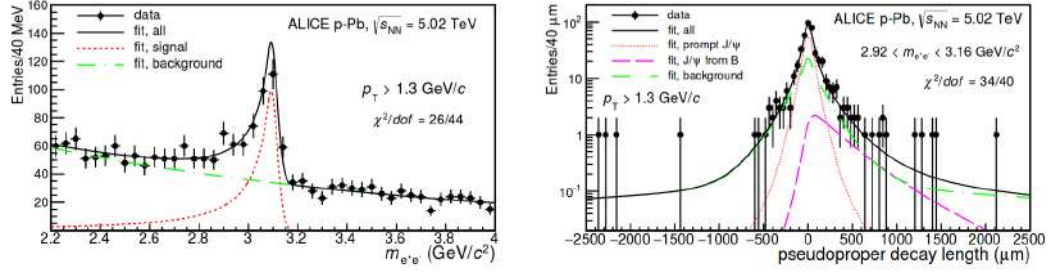 Entries/40 MeV
160
140
120
100
80
60
40
20
ALICE p-Pb, √sNN = 5.02 TeV
data
fit, all
fit, signal
fit, background
pT > 1.3 GeV/c
χ²/dof = 26/44
2.2 2.4 2.6 2.8 3 3.2 3.4 3.6 3.8 4
me+e- (GeV/c²)
Entries/40 μm
10²
10
1
10⁻¹
ALICE p-Pb, √sNN = 5.02 TeV
data
fit, all
fit, prompt J/ψ
fit, J/ψ from B
fit, background
2.92 < me+e- < 3.16 GeV/c²
χ²/dof = 34/40
pT > 1.3 GeV/c
−2500 −2000 −1500 −1000 −500 0 500 1000 1500 2000 2500
pseudoproper decay length (μm)